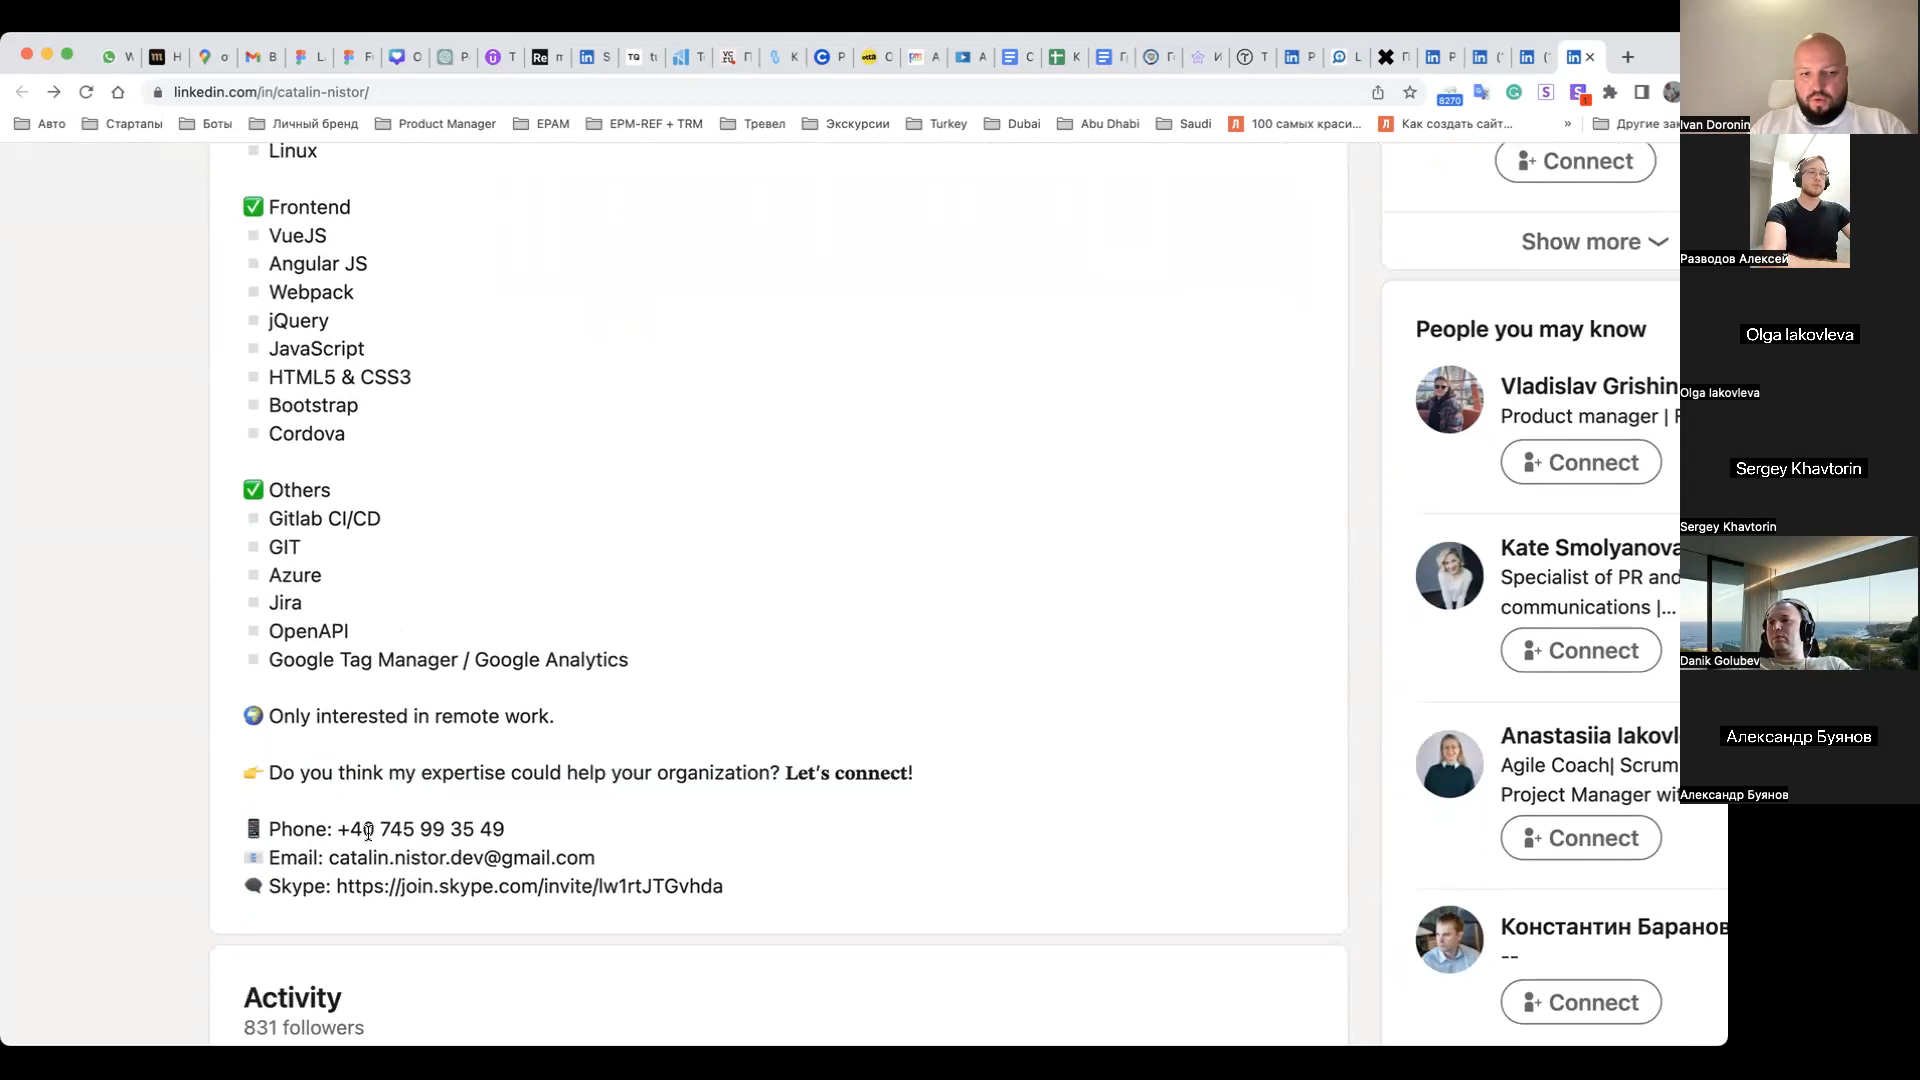 linkedin.com/in/catalin-nistor/
8270
1
Авто
Стартапы
Боты
Личный бренд
Product Manager
EPAM
EPM-REF + TRM
Тревел
Экскурсии
Turkey
Dubai
Abu Dhabi
Saudi
100 самых краси...
Как создать сайт...
»
Другие зак
Linux
✅ Frontend
VueJS
Angular JS
Webpack
jQuery
JavaScript
HTML5 & CSS3
Bootstrap
Cordova
✅ Others
Gitlab CI/CD
GIT
Azure
Jira
OpenAPI
Google Tag Manager / Google Analytics
🌍 Only interested in remote work.
👉 Do you think my expertise could help your organization? Let's connect!
📱 Phone: +40 745 99 35 49
📧 Email: catalin.nistor.dev@gmail.com
🗨 Skype: https://join.skype.com/invite/lw1rtJTGvhda
Activity
831 followers
Connect
Show more
People you may know
Vladislav Grishin
Product manager |
Connect
Kate Smolyanova
Specialist of PR and
communications |...
Connect
Anastasiia Iakovl
Agile Coach| Scrum
Project Manager wit
Connect
Константин Баранов
--
Connect
Ivan Doronin
Разводов Алексей
Olga Iakovleva
Olga Iakovleva
Sergey Khavtorin
Sergey Khavtorin
Danik Golubev
Александр Буянов
Александр Буянов